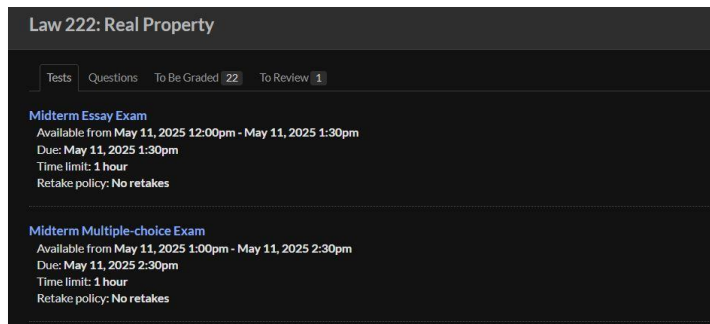 Law 222: Real Property
Tests Questions To Be Graded 22 To Review 1
Midterm Essay Exam
Available from May 11, 2025 12:00pm - May 11, 2025 1:30pm
Due: May 11, 2025 1:30pm
Time limit: 1 hour
Retake policy: No retakes
Midterm Multiple-choice Exam
Available from May 11, 2025 1:00pm - May 11, 2025 2:30pm
Due: May 11, 2025 2:30pm
Time limit: 1 hour
Retake policy: No retakes